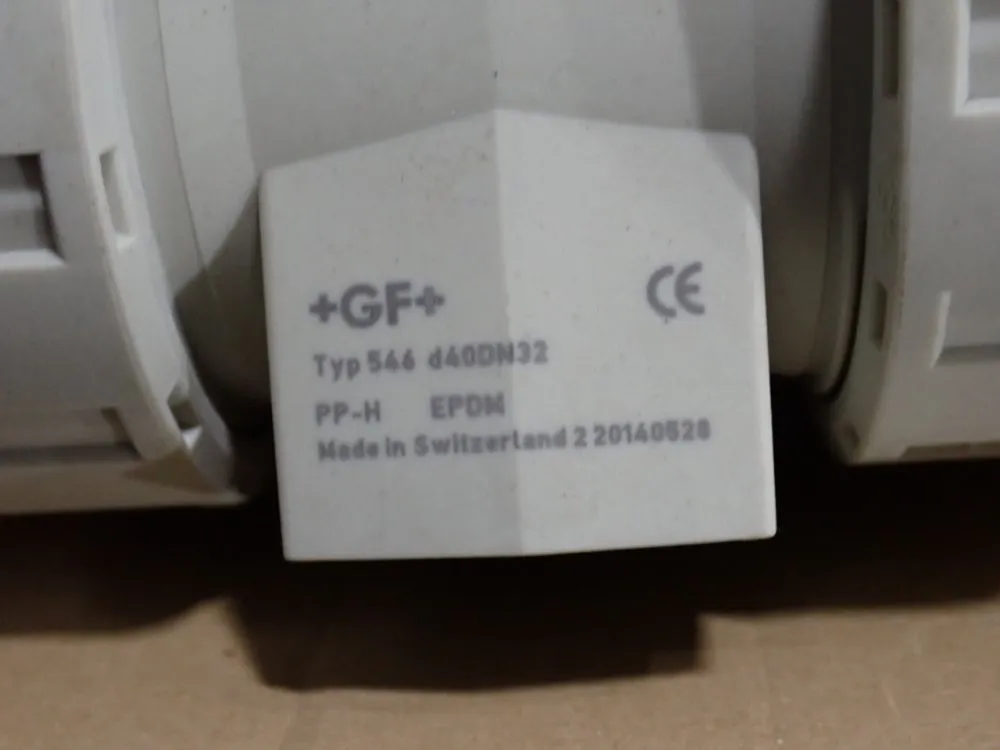 +GF+ CE
Typ 546 d40DN32
PP-H EPDM
Made in Switzerland 2 20140528